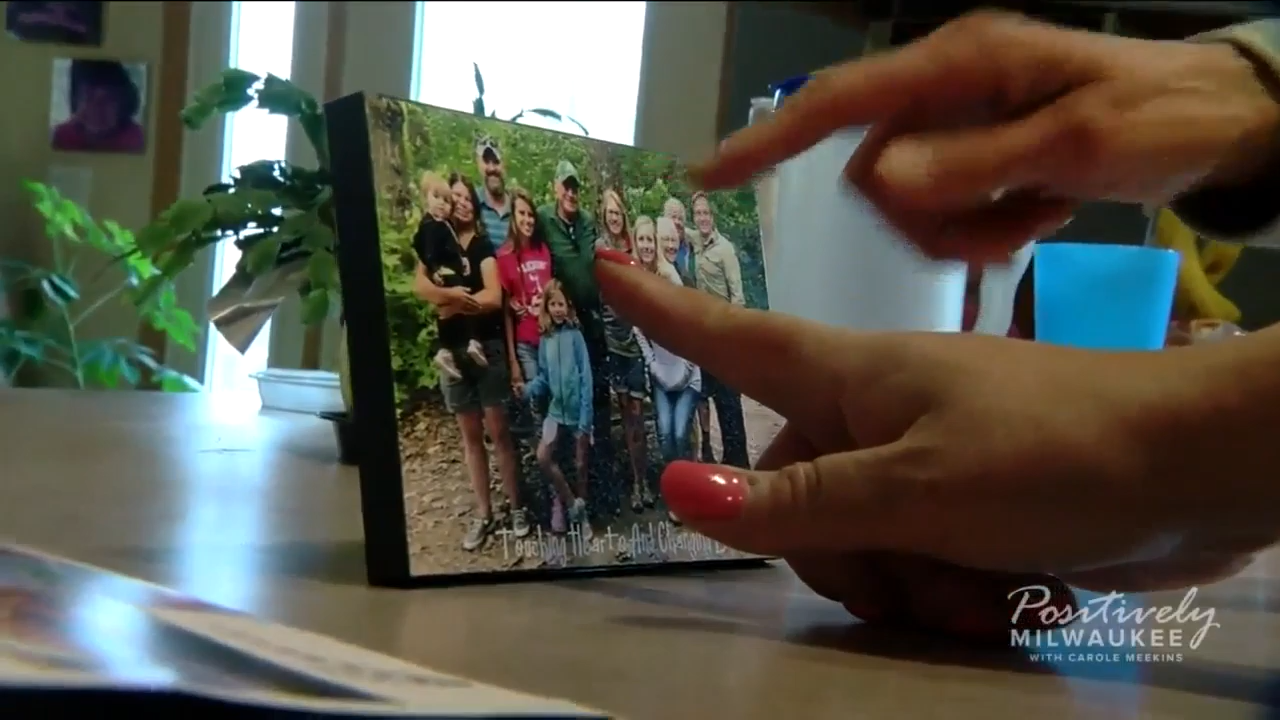 Touching Hearts And Changing
Positively
MILWAUKEE
WITH CAROLE MEEKINS